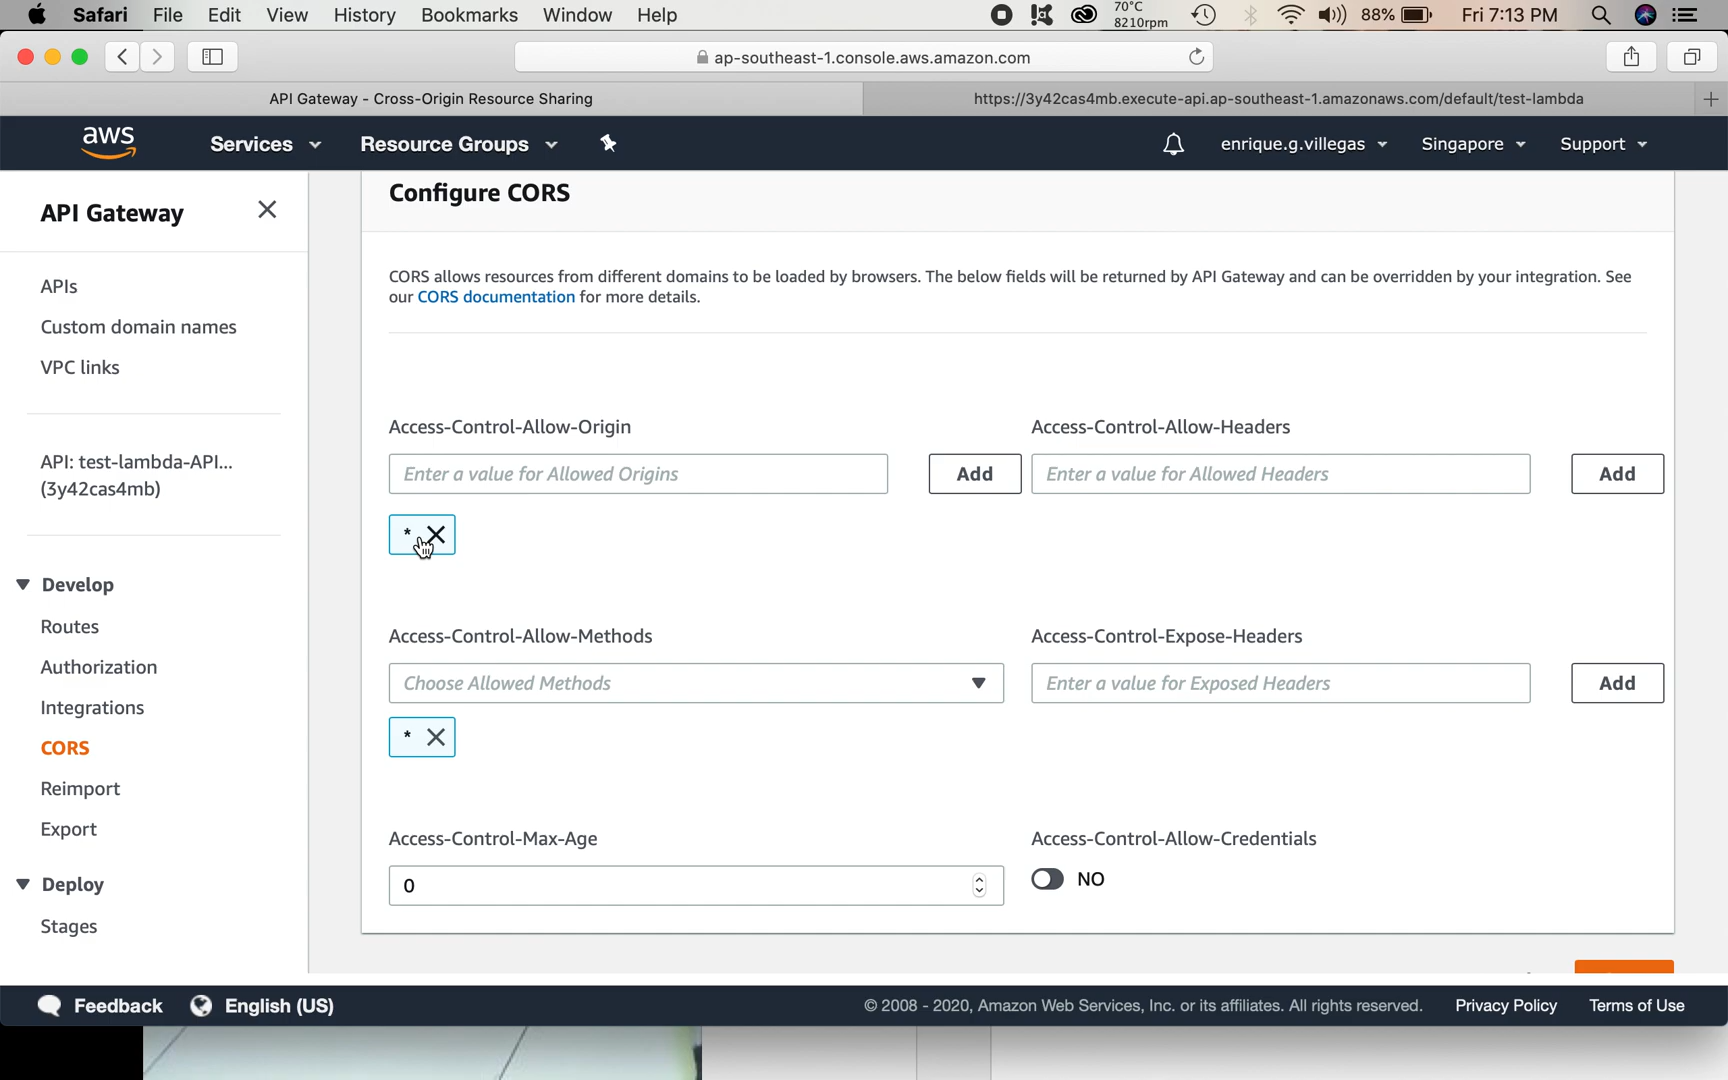 Safari File Edit View History Bookmarks Window Help 70°C 8210rpm 88% Fri 7:13 PM
ap-southeast-1.console.aws.amazon.com
API Gateway - Cross-Origin Resource Sharing https://3y42cas4mb.execute-api.ap-southeast-1.amazonaws.com/default/test-lambda +
aws Services Resource Groups enrique.g.villegas Singapore Support
API Gateway
APIs
Custom domain names
VPC links
API: test-lambda-API...
(3y42cas4mb)
Develop
Routes
Authorization
Integrations
CORS
Reimport
Export
Deploy
Stages
Configure CORS
CORS allows resources from different domains to be loaded by browsers. The below fields will be returned by API Gateway and can be overridden by your integration. See
our CORS documentation for more details.
Access-Control-Allow-Origin
Enter a value for Allowed Origins Add
*
Access-Control-Allow-Headers
Enter a value for Allowed Headers Add
Access-Control-Allow-Methods
Choose Allowed Methods
*
Access-Control-Expose-Headers
Enter a value for Exposed Headers Add
Access-Control-Max-Age
0
Access-Control-Allow-Credentials
NO
Feedback English (US) © 2008 - 2020, Amazon Web Services, Inc. or its affiliates. All rights reserved. Privacy Policy Terms of Use